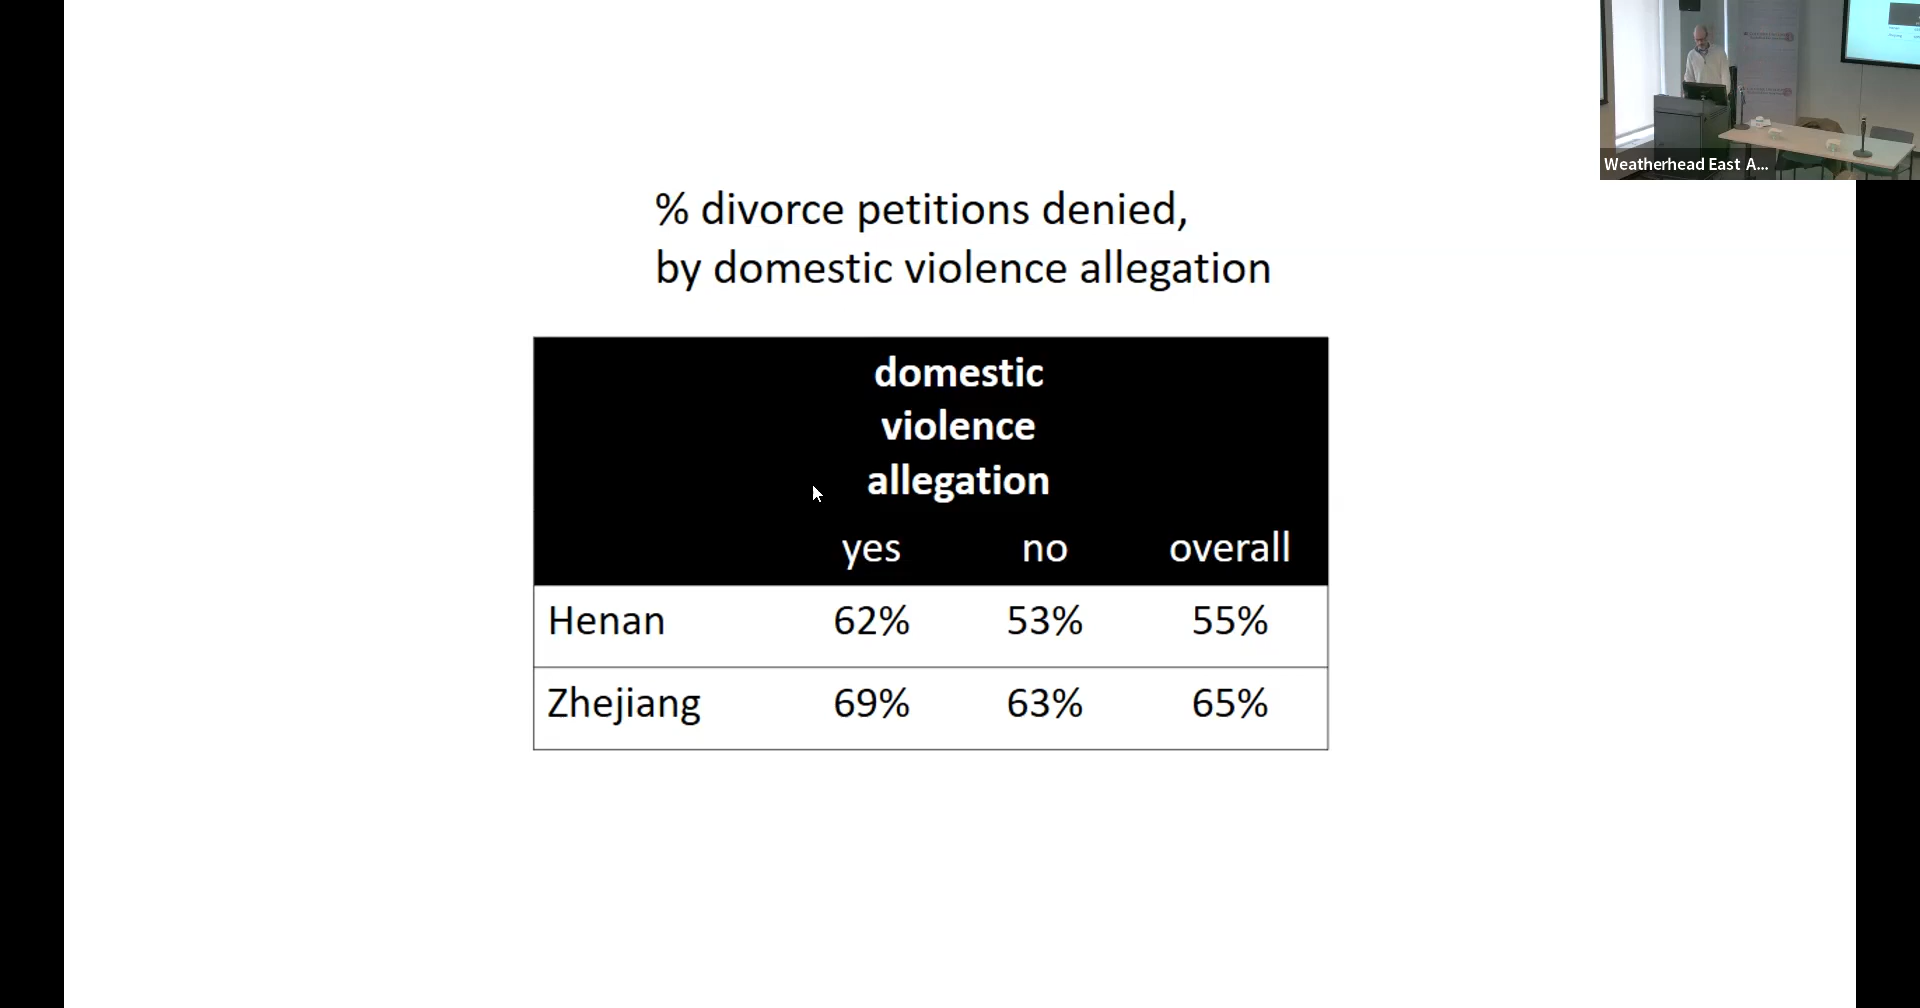 Weatherhead East A...
% divorce petitions denied,
by domestic violence allegation
domestic
violence
allegation
yes no overall
Henan 62% 53% 55%
Zhejiang 69% 63% 65%